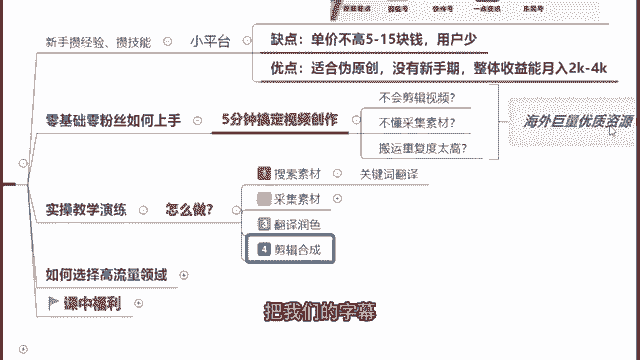 新手攒经验、攒技能
小平台
缺点：单价不高5-15块钱，用户少
优点：适合伪原创，没有新手期，整体收益能月入2k-4k
零基础零粉丝如何上手
5分钟搞定视频创作
不会剪辑视频？
不懂采集素材？
搬运重复度太高？
海外巨量优质资源
实操教学演练
怎么做？
1 搜索素材
关键词翻译
采集素材
3 翻译润色
4 剪辑合成
如何选择高流量领域
课中福利
把我们的字幕